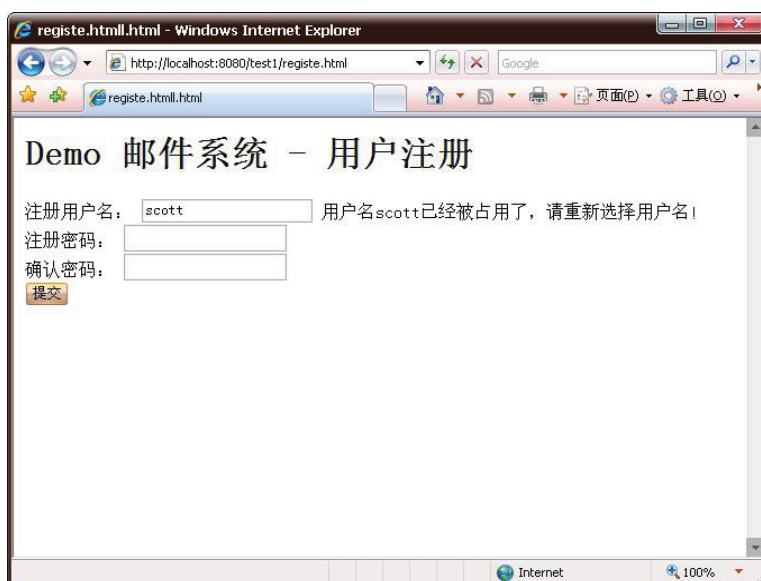 registe.htmll.html - Windows Internet Explorer
http://localhost:8080/test1/registe.html
Google
registe.htmll.html
页面(P)
工具(O)
Demo 邮件系统 - 用户注册
注册用户名: scott 用户名scott已经被占用了,请重新选择用户名!
注册密码:
确认密码:
提交
Internet
100%